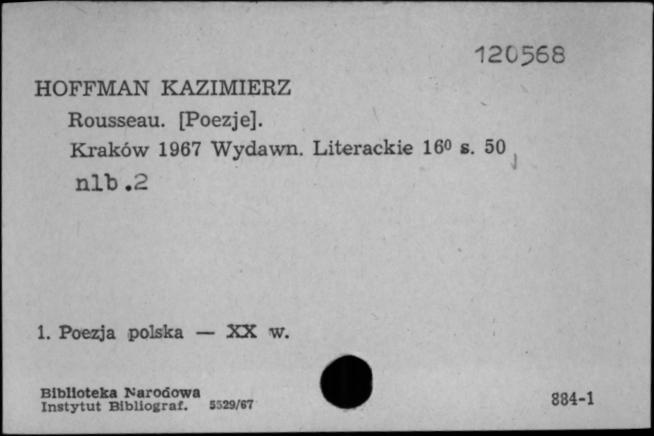 120568
HOFFMAN KAZIMIERZ
Rousseau. [Poezje].
Kraków 1967 Wydawn. Literackie 16⁰ s. 50,
nlb.2
1. Poezja polska — XX w.
Biblioteka Narodowa
Instytut Bibliograf. 5529/67
884-1